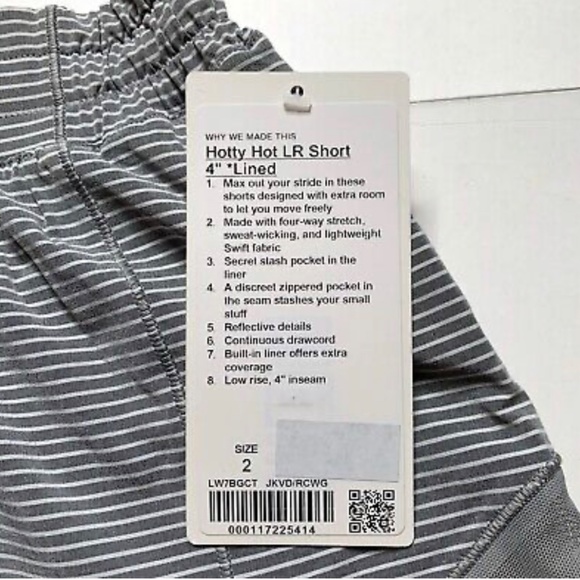 WHY WE MADE THIS
Hotty Hot LR Short
4" *Lined
1. Max out your stride in these
shorts designed with extra room
to let you move freely
2. Made with four-way stretch,
sweat-wicking, and lightweight
Swift fabric
3. Secret stash pocket in the
liner
4. A discreet zippered pocket in
the seam stashes your small
stuff
5. Reflective details
6. Continuous drawcord
7. Built-in liner offers extra
coverage
8. Low rise, 4" inseam
SIZE
2
LW7BGCT JKVD/RCWG
000117225414